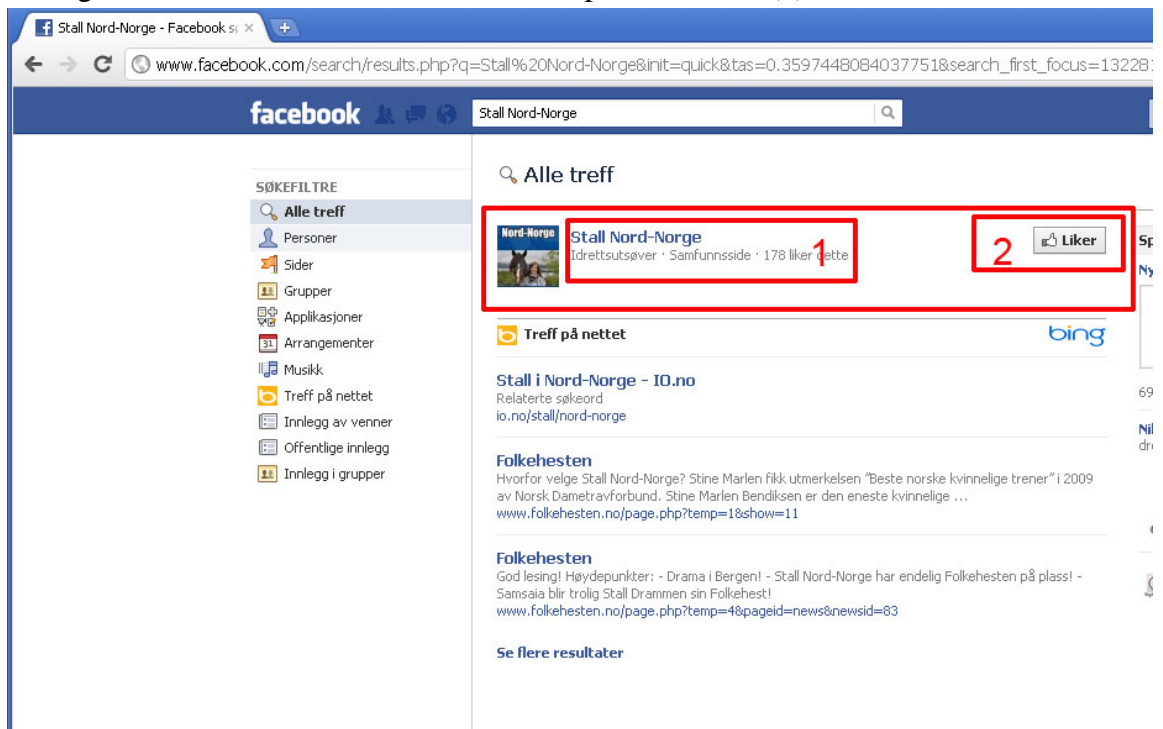 Stall Nord-Norge - Facebook s
www.facebook.com/search/results.php?q=Stall%20Nord-Norge&init=quick&tas=0.3597448084037751&search_first_focus=13228
facebook
Stall Nord-Norge
SØKEFILTRE
Alle treff
Personer
Sider
Grupper
Applikasjoner
31 Arrangementer
Musikk
Treff på nettet
Innlegg av venner
Offentlige innlegg
Innlegg i grupper
Alle treff
Nord-Norge
Stall Nord-Norge
Idrettsutsøver · Samfunnsside · 178 liker dette
1
2
Liker
Treff på nettet
bing
Stall i Nord-Norge - IO.no
Relaterte søkeord
io.no/stall/nord-norge
Folkehesten
Hvorfor velge Stall Nord-Norge? Stine Marlen fikk utmerkelsen "Beste norske kvinnelige trener" i 2009
av Norsk Dametravforbund. Stine Marlen Bendiksen er den eneste kvinnelige ...
www.folkehesten.no/page.php?temp=1&show=11
Folkehesten
God lesing! Høydepunkter: - Drama i Bergen! - Stall Nord-Norge har endelig Folkehesten på plass! -
Samsaia blir trolig Stall Drammen sin Folkehest!
www.folkehesten.no/page.php?temp=4&pageid=news&newsid=83
Se flere resultater
Sp
Ny
69